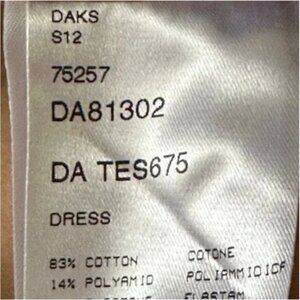 DAKS
S12
75257
DA81302
DA TES675
DRESS
83% COTTON COTONE
14% POLYAMID